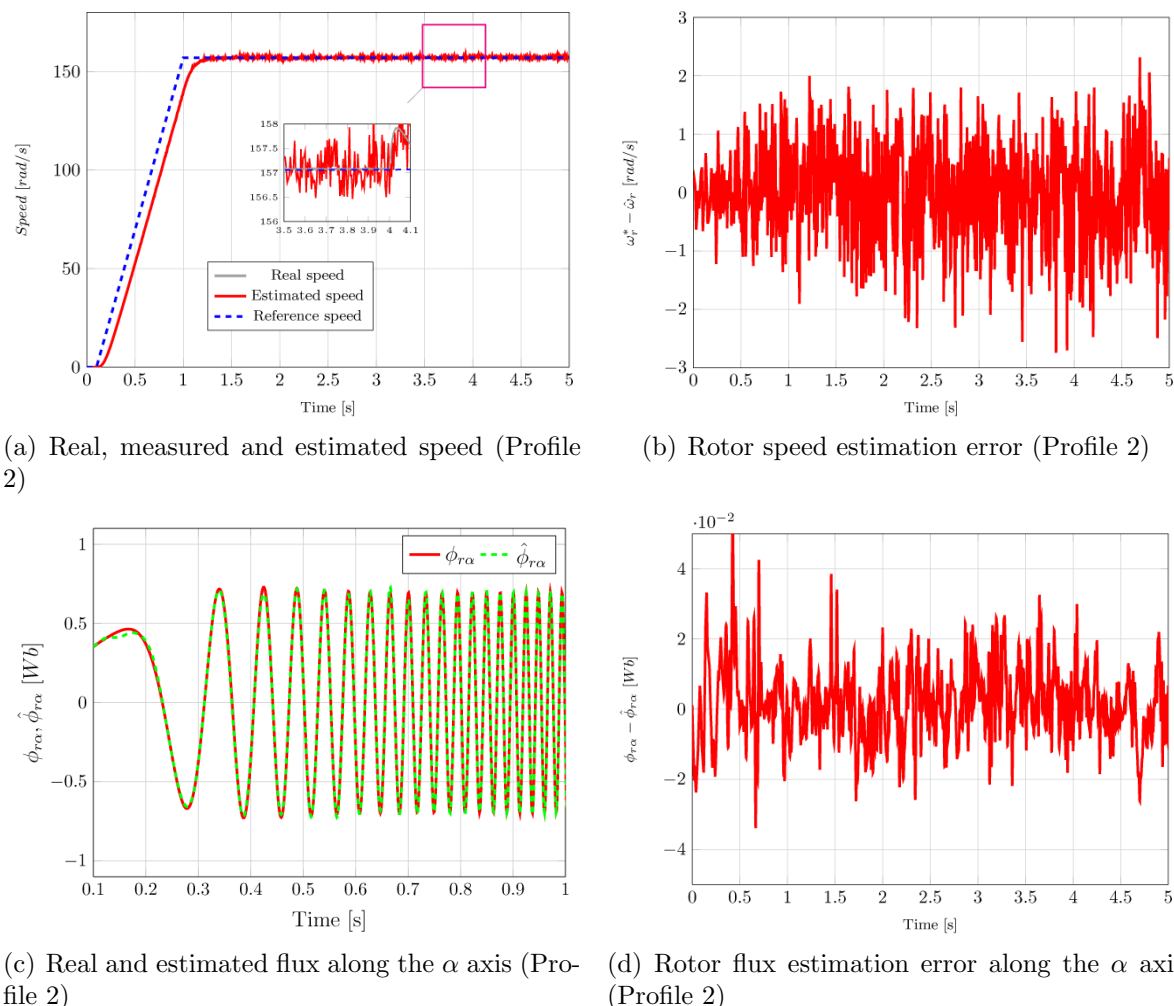 150
100
50
0
Speed [rad/s]
158
157.5
157
156.5
156
3.5 3.6 3.7 3.8 3.9 4 4.1
Real speed
Estimated speed
Reference speed
0 0.5 1 1.5 2 2.5 3 3.5 4 4.5 5
Time [s]
(a) Real, measured and estimated speed (Profile
2)
3
2
1
0
−1
−2
−3
ω*r − ω̂r [rad/s]
0 0.5 1 1.5 2 2.5 3 3.5 4 4.5 5
Time [s]
(b) Rotor speed estimation error (Profile 2)
1
0.5
0
−0.5
−1
ϕrα, ϕ̂rα [Wb]
ϕrα ϕ̂rα
0.1 0.2 0.3 0.4 0.5 0.6 0.7 0.8 0.9 1
Time [s]
(c) Real and estimated flux along the α axis (Pro-
file 2)
·10−2
4
2
0
−2
−4
ϕrα − ϕ̂rα [Wb]
0 0.5 1 1.5 2 2.5 3 3.5 4 4.5 5
Time [s]
(d) Rotor flux estimation error along the α axi
(Profile 2)